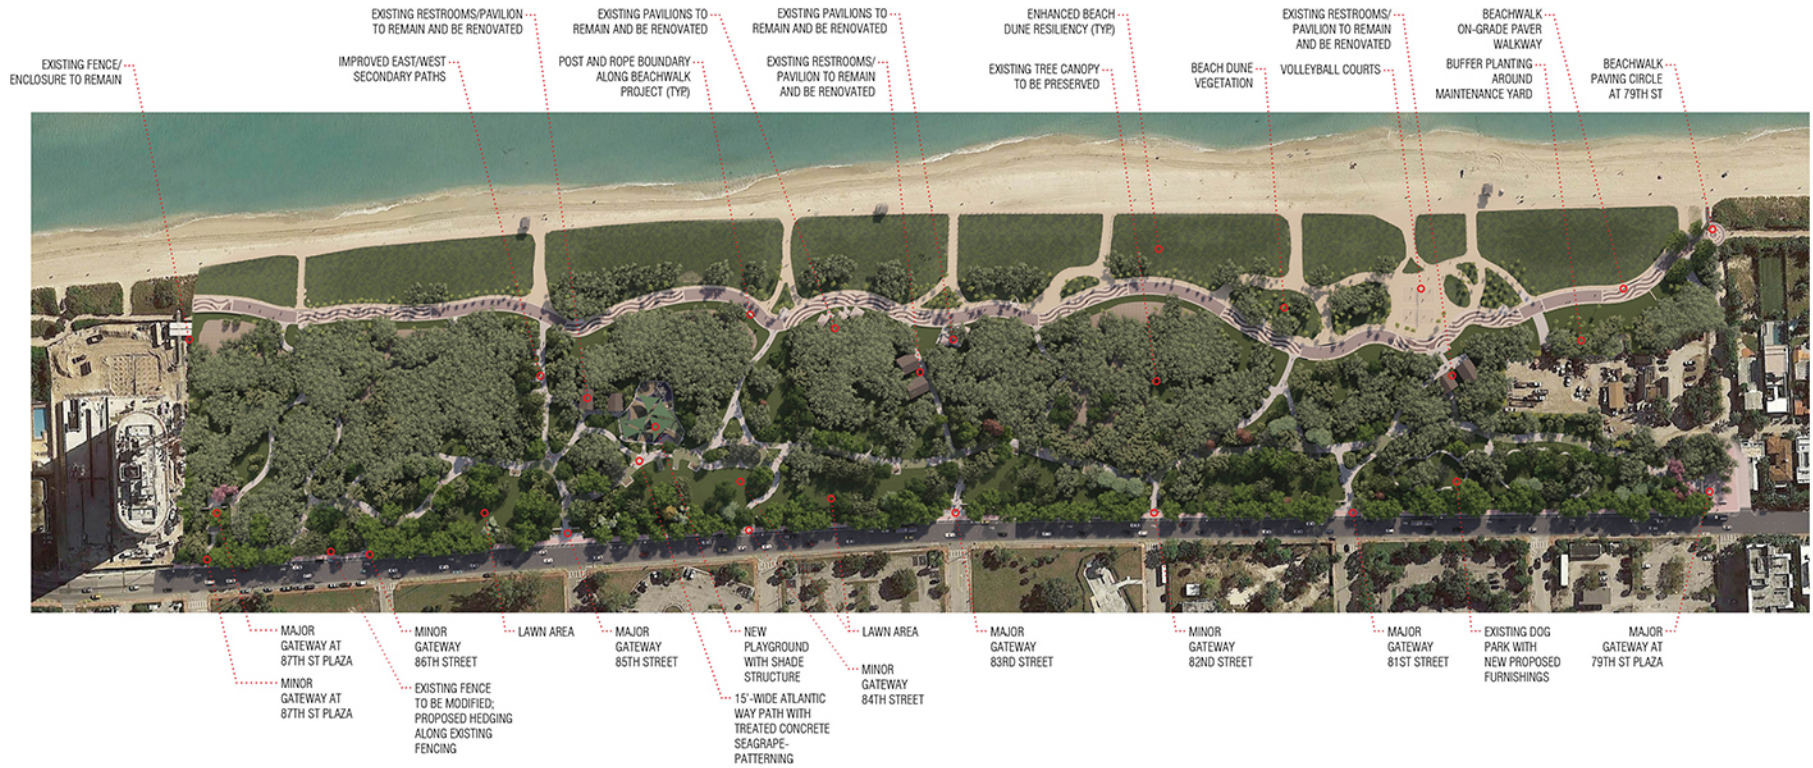 EXISTING RESTROOMS/PAVILION
TO REMAIN AND BE RENOVATED
EXISTING PAVILIONS TO
REMAIN AND BE RENOVATED
EXISTING PAVILIONS TO
REMAIN AND BE RENOVATED
ENHANCED BEACH
DUNE RESILIENCY (TYP.)
EXISTING RESTROOMS/
PAVILION TO REMAIN
AND BE RENOVATED
BEACHWALK
ON-GRADE PAVER
WALKWAY
EXISTING FENCE/
ENCLOSURE TO REMAIN
IMPROVED EAST/WEST
SECONDARY PATHS
POST AND ROPE BOUNDARY
ALONG BEACHWALK
PROJECT (TYP.)
EXISTING RESTROOMS/
PAVILION TO REMAIN
AND BE RENOVATED
EXISTING TREE CANOPY
TO BE PRESERVED
BEACH DUNE
VEGETATION
VOLLEYBALL COURTS
BUFFER PLANTING
AROUND
MAINTENANCE YARD
BEACHWALK
PAVING CIRCLE
AT 79TH ST
MAJOR
GATEWAY AT
87TH ST PLAZA
MINOR
GATEWAY AT
87TH ST PLAZA
MINOR
GATEWAY
86TH STREET
EXISTING FENCE
TO BE MODIFIED;
PROPOSED HEDGING
ALONG EXISTING
FENCING
LAWN AREA
MAJOR
GATEWAY
85TH STREET
NEW
PLAYGROUND
WITH SHADE
STRUCTURE
15'-WIDE ATLANTIC
WAY PATH WITH
TREATED CONCRETE
SEAGRAPE-
PATTERNING
LAWN AREA
MINOR
GATEWAY
84TH STREET
MAJOR
GATEWAY
83RD STREET
MINOR
GATEWAY
82ND STREET
MAJOR
GATEWAY
81ST STREET
EXISTING DOG
PARK WITH
NEW PROPOSED
FURNISHINGS
MAJOR
GATEWAY AT
79TH ST PLAZA